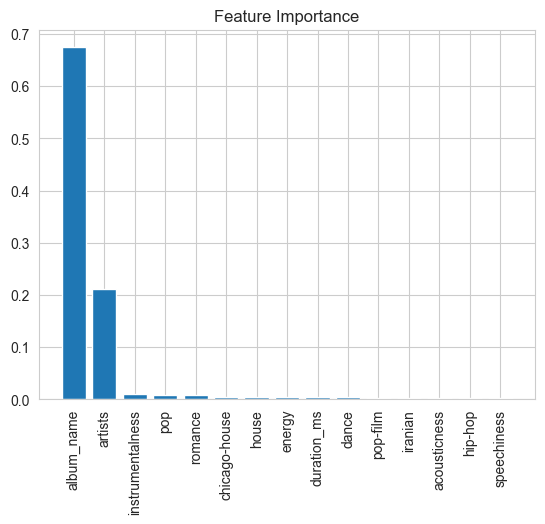 Feature Importance
0.7
0.6
0.5
0.4
0.3
0.2
0.1
0.0
album_name
artists
instrumentalness
pop
romance
chicago-house
house
energy
duration_ms
dance
pop-film
iranian
acousticness
hip-hop
speechiness